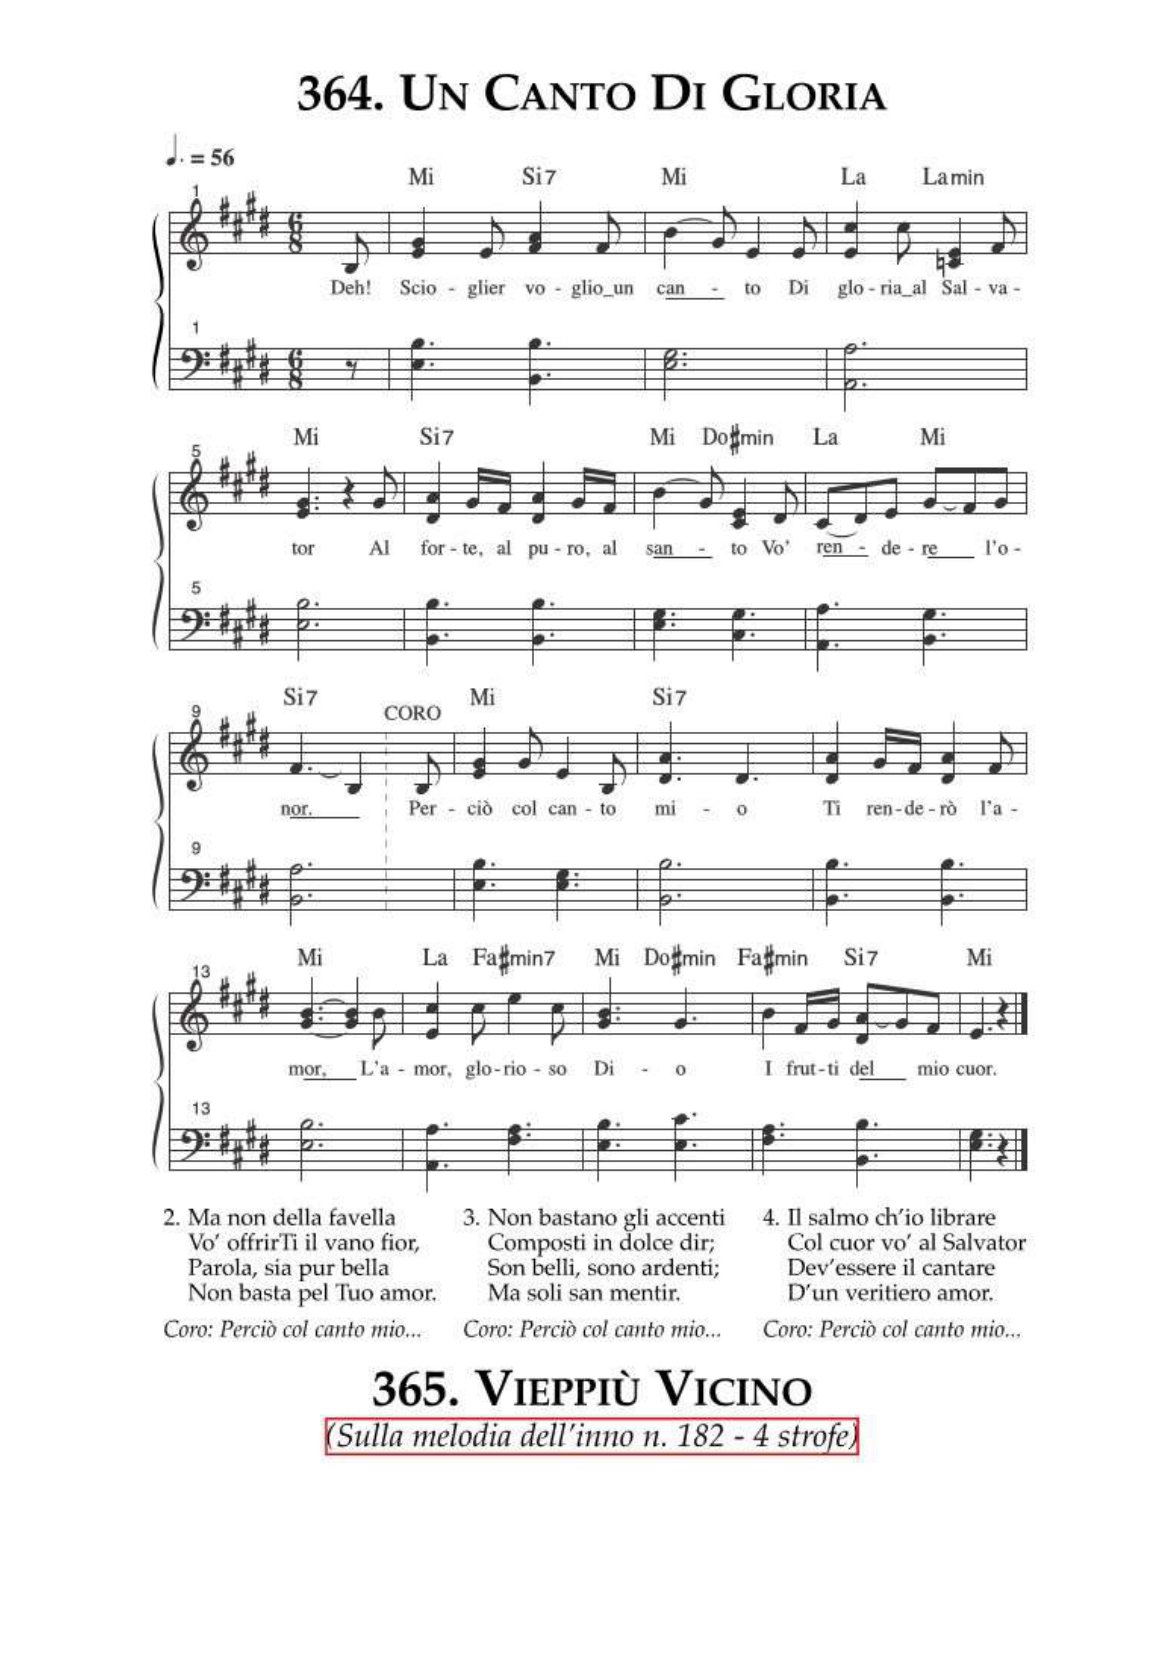 364. Un Canto Di Gloria
♩. = 56
Mi Si7 Mi La Lamin
1
6 8
Deh! Scio - glier vo - glio_un can - to Di glo - ria_al Sal - va -
1
6 8
Mi Si7 Mi Do#min La Mi
5
tor Al for - te, al pu - ro, al san - to Vo' ren - de - re l'o -
5
Si7 CORO Mi Si7
9
nor. Per - ciò col can - to mi - o Ti ren - de - rò l'a -
9
Mi La Fa#min7 Mi Do#min Fa#min Si7 Mi
13
mor, L'a - mor, glo - rio - so Di - o I frut - ti del mio cuor.
13
2. Ma non della favella
Vo' offrirTi il vano fior,
Parola, sia pur bella
Non basta pel Tuo amor.
Coro: Perciò col canto mio...
3. Non bastano gli accenti
Composti in dolce dir;
Son belli, sono ardenti;
Ma soli san mentir.
Coro: Perciò col canto mio...
4. Il salmo ch'io librare
Col cuor vo' al Salvator
Dev'essere il cantare
D'un veritiero amor.
Coro: Perciò col canto mio...
365. Vieppiù Vicino
(Sulla melodia dell'inno n. 182 - 4 strofe)